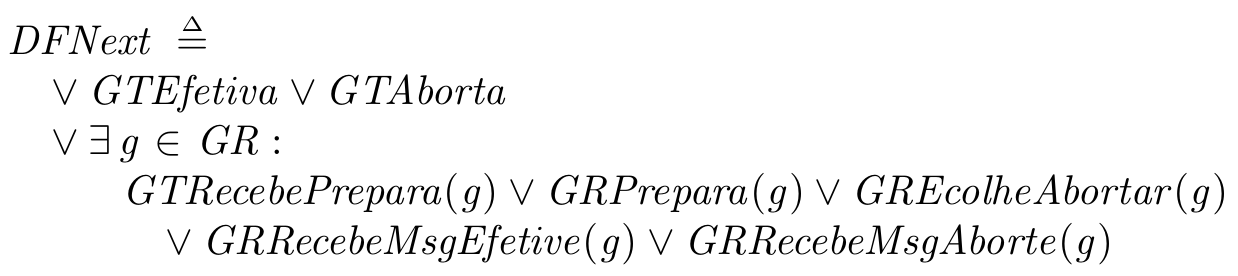 DFNext ≜
∨ GTEfetiva ∨ GTAborta
∨ ∃ g ∈ GR :
GTRecebePrepara(g) ∨ GRPrepara(g) ∨ GREcolheAbortar(g)
∨ GRRecebeMsgEfetive(g) ∨ GRRecebeMsgAborte(g)